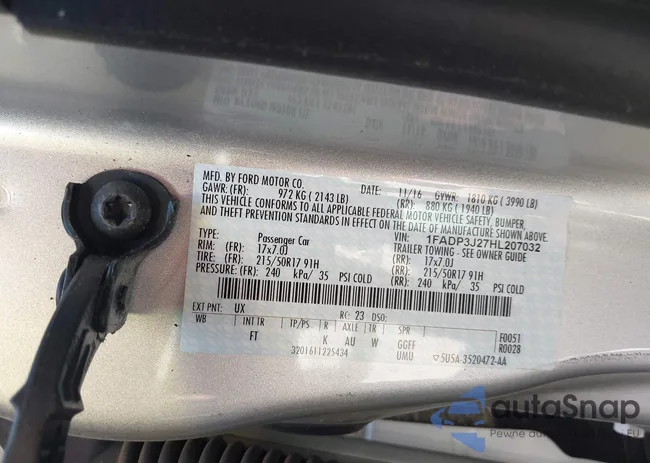 MFD. BY FORD MOTOR CO.
DATE: 11/16 GVWR: 1810 KG ( 3990 LB)
GAWR: (FR): 972 KG ( 2143 LB) (RR): 880 KG ( 1940 LB)
THIS VEHICLE CONFORMS TO ALL APPLICABLE FEDERAL MOTOR VEHICLE SAFETY, BUMPER,
AND THEFT PREVENTION STANDARDS IN EFFECT ON THE DATE OF MANUFACTURE SHOWN ABOVE.
VIN: 1FADP3J27HL207032
TYPE: Passenger Car TRAILER TOWING - SEE OWNER GUIDE
RIM: (FR): 17x7.0J (RR): 17x7.0J
TIRE: (FR): 215/50R17 91H (RR): 215/50R17 91H
PRESSURE: (FR): 240 kPa/ 35 PSI COLD (RR): 240 kPa/ 35 PSI COLD
EXT PNT: UX RC: 23 DSO:
WB INT TR TP/PS R AXLE TR SPR F0051
FT K AU W GGFF R0028
3201611225434 UMU ▽5U5A-3520472-AA
autoSnap
Pewne auto